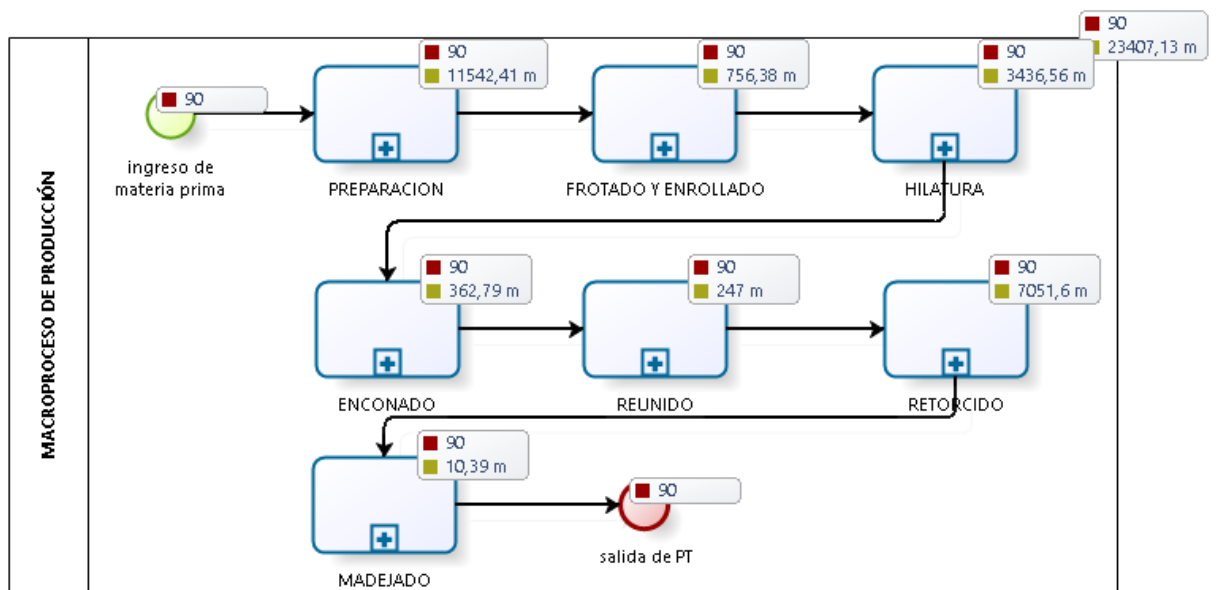 90
23407,13 m
MACROPROCESO DE PRODUCCIÓN
90
ingreso de
materia prima
90
11542,41 m
PREPARACION
90
756,38 m
FROTADO Y ENROLLADO
90
3436,56 m
HILATURA
90
362,79 m
ENCONADO
90
247 m
REUNIDO
90
7051,6 m
RETORCIDO
90
10,39 m
MADEJADO
90
salida de PT